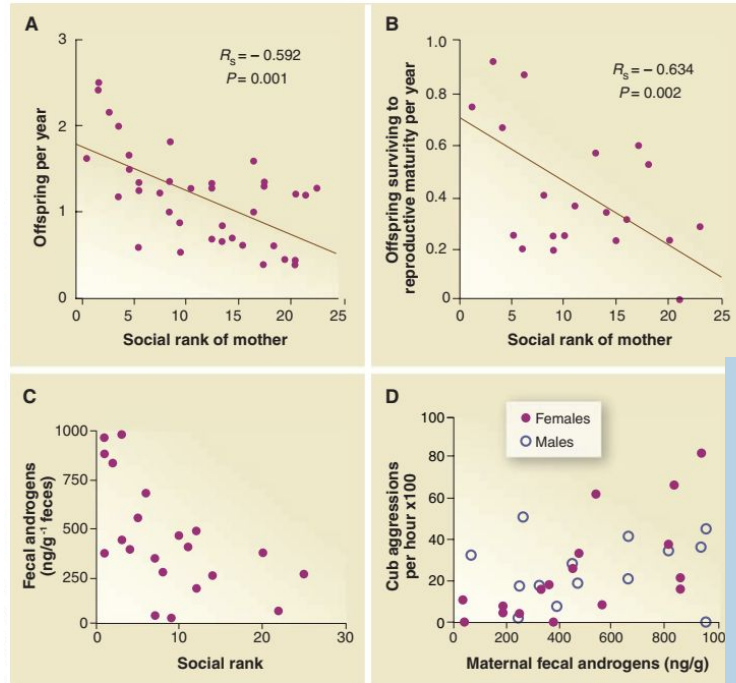 A
3
2
1
0
Offspring per year
R_s = – 0.592
P = 0.001
0 5 10 15 20 25
Social rank of mother
B
1.0
0.8
0.6
0.4
0.2
0
Offspring surviving to
reproductive maturity per year
R_s = – 0.634
P = 0.002
0 5 10 15 20 25
Social rank of mother
C
1000
750
500
250
0
Fecal androgens
(ng/g⁻¹ feces)
0 10 20 30
Social rank
D
100
80
60
40
20
0
Cub aggressions
per hour x100
Females
Males
0 200 400 600 800 1000
Maternal fecal androgens (ng/g)